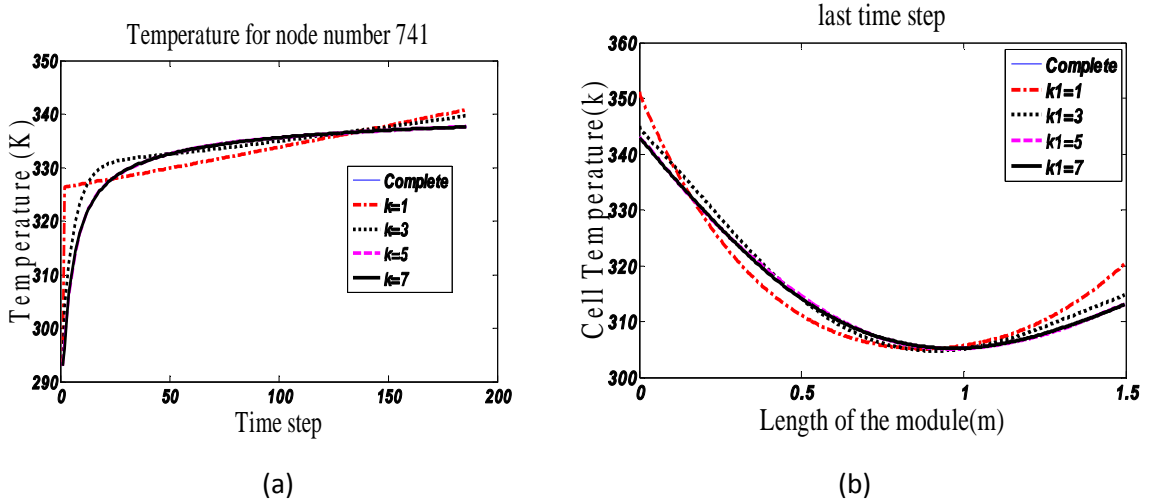 Temperature for node number 741
Temperature (K)
350
340
330
320
310
300
290
0
50
100
150
200
Time step
Complete
k=1
k=3
k=5
k=7
(a)
last time step
Cell Temperature(k)
360
350
340
330
320
310
300
0
0.5
1
1.5
Length of the module(m)
Complete
k1=1
k1=3
k1=5
k1=7
(b)